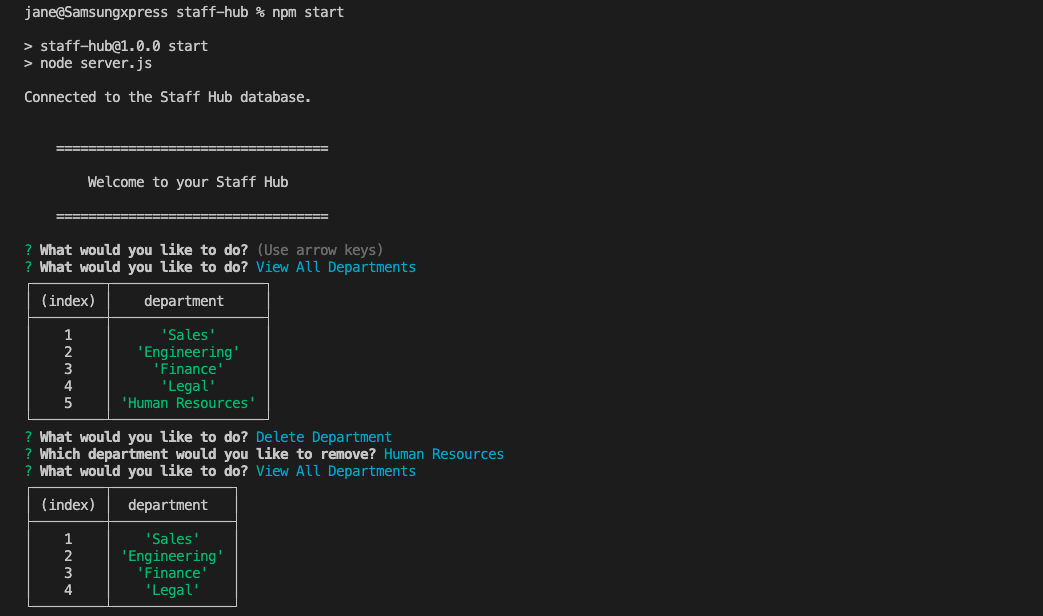 jane@Samsungxpress staff-hub % npm start
> staff-hub@1.0.0 start
> node server.js
Connected to the Staff Hub database.
==================================
Welcome to your Staff Hub
==================================
? What would you like to do? (Use arrow keys)
? What would you like to do? View All Departments
(index) department
1 'Sales'
2 'Engineering'
3 'Finance'
4 'Legal'
5 'Human Resources'
? What would you like to do? Delete Department
? Which department would you like to remove? Human Resources
? What would you like to do? View All Departments
(index) department
1 'Sales'
2 'Engineering'
3 'Finance'
4 'Legal'